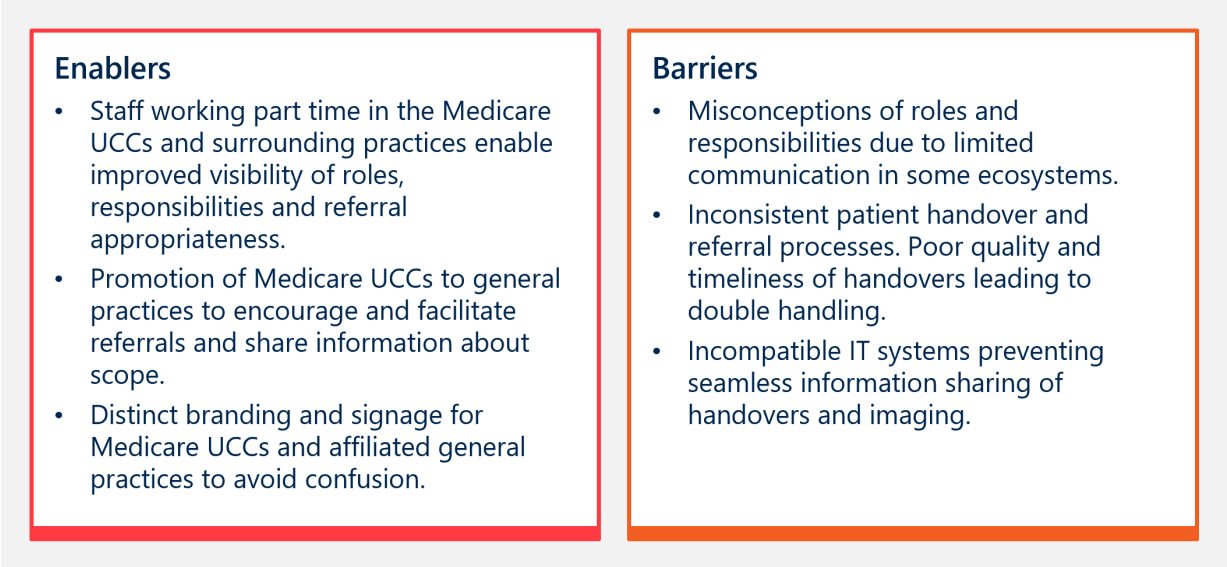 Enablers
• Staff working part time in the Medicare
UCCs and surrounding practices enable
improved visibility of roles,
responsibilities and referral
appropriateness.
• Promotion of Medicare UCCs to general
practices to encourage and facilitate
referrals and share information about
scope.
• Distinct branding and signage for
Medicare UCCs and affiliated general
practices to avoid confusion.
Barriers
• Misconceptions of roles and
responsibilities due to limited
communication in some ecosystems.
• Inconsistent patient handover and
referral processes. Poor quality and
timeliness of handovers leading to
double handling.
• Incompatible IT systems preventing
seamless information sharing of
handovers and imaging.